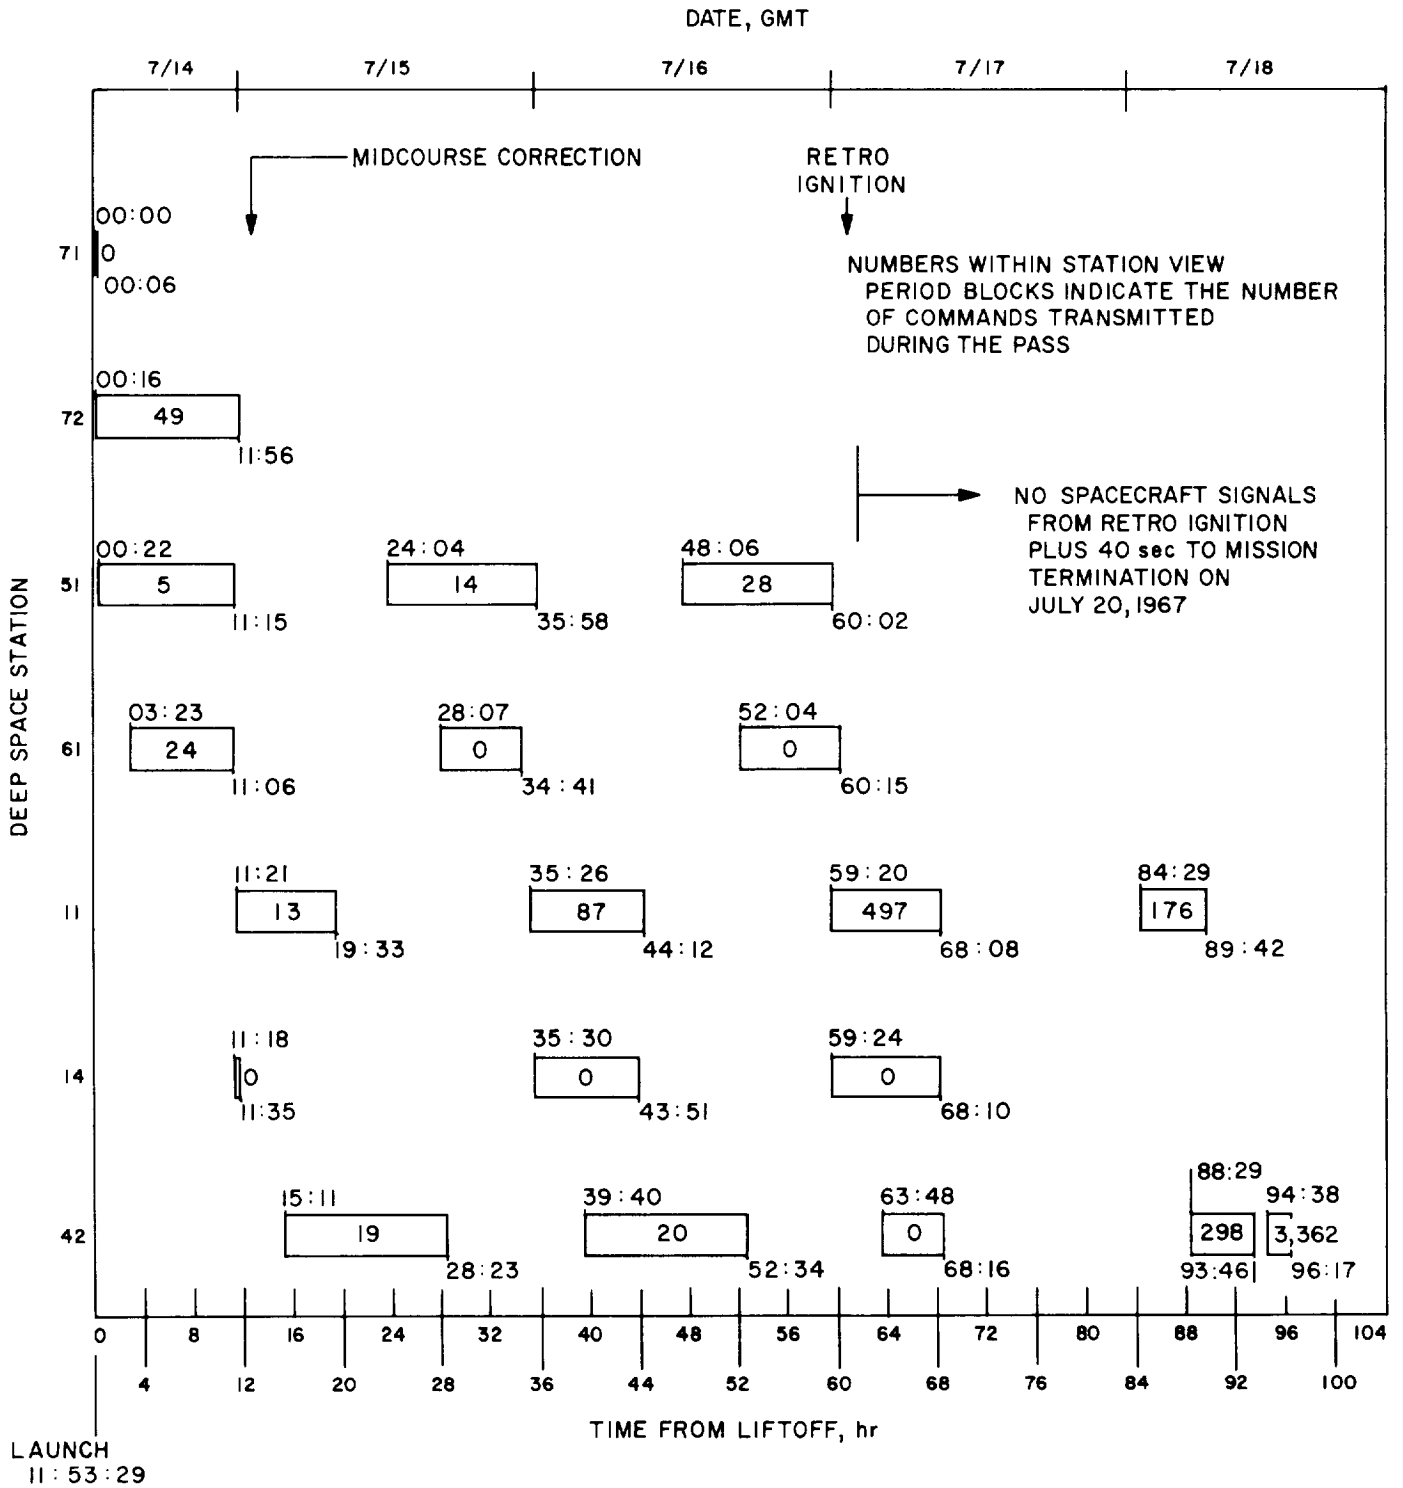 DATE, GMT
7/14 7/15 7/16 7/17 7/18
MIDCOURSE CORRECTION
RETRO
IGNITION
00:00
71 0
00:06
NUMBERS WITHIN STATION VIEW
PERIOD BLOCKS INDICATE THE NUMBER
OF COMMANDS TRANSMITTED
DURING THE PASS
00:16
72 49
11:56
NO SPACECRAFT SIGNALS
FROM RETRO IGNITION
PLUS 40 sec TO MISSION
TERMINATION ON
JULY 20, 1967
00:22 24:04 48:06
51 5 14 28
11:15 35:58 60:02
DEEP SPACE STATION
03:23 28:07 52:04
61 24 0 0
11:06 34:41 60:15
11:21 35:26 59:20 84:29
11 13 87 497 176
19:33 44:12 68:08 89:42
11:18 35:30 59:24
14 0 0 0
11:35 43:51 68:10
88:29
15:11 39:40 63:48 94:38
42 19 20 0 298 3,362
28:23 52:34 68:16 93:46 96:17
0 8 16 24 32 40 48 56 64 72 80 88 96 104
4 12 20 28 36 44 52 60 68 76 84 92 100
TIME FROM LIFTOFF, hr
LAUNCH
11:53:29